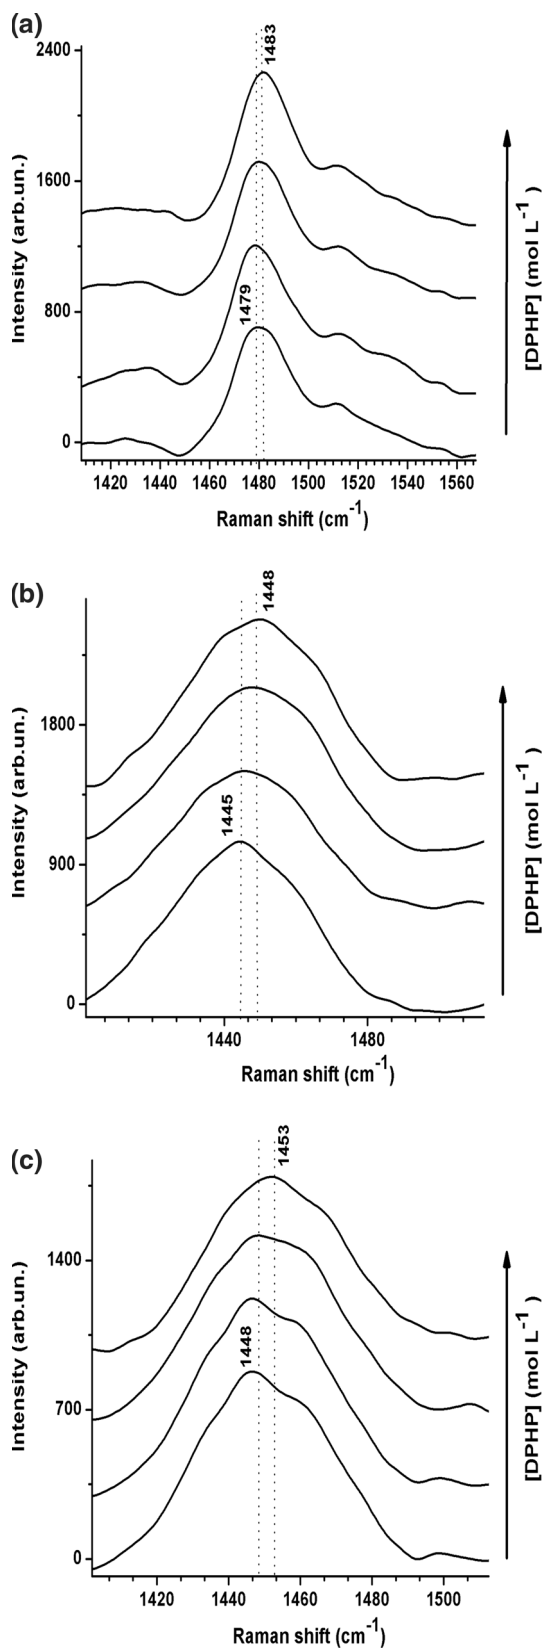 (a)
1483
2400
1600
800
0
1479
Intensity (arb.un.)
[DPHP] (mol L-1)
1420 1440 1460 1480 1500 1520 1540 1560
Raman shift (cm-1)
(b)
1448
1800
900
0
1445
Intensity (arb.un.)
[DPHP] (mol L-1)
1440 1480
Raman shift (cm-1)
(c)
1453
1400
700
0
1448
Intensity (arb.un.)
[DPHP] (mol L-1)
1420 1440 1460 1480 1500
Raman shift (cm-1)